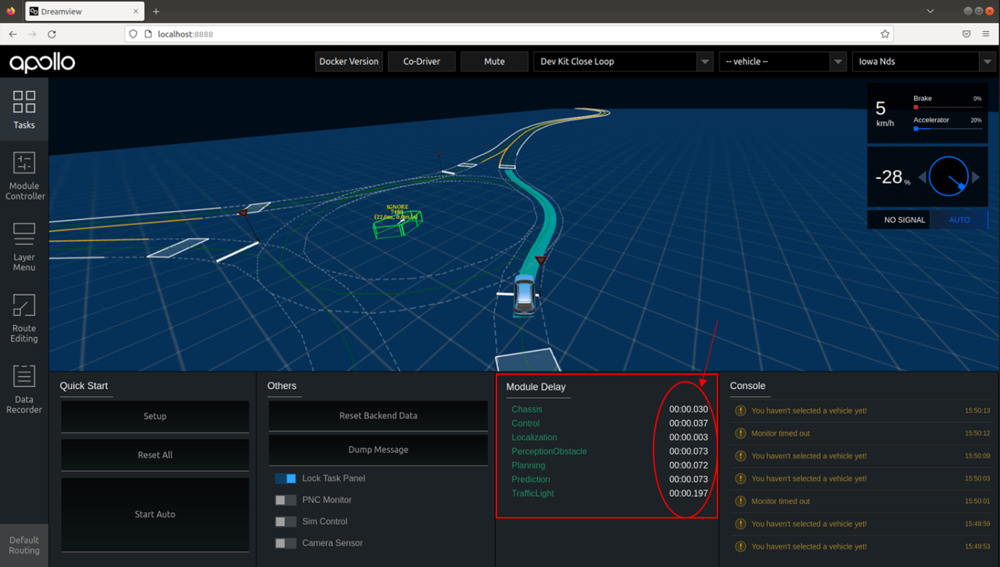 Dreamview
localhost:8888
apollo
Docker Version
Co-Driver
Mute
Dev Kit Close Loop
-- vehicle --
Iowa Nds
Tasks
Module
Controller
Layer
Menu
Route
Editing
Data
Recorder
Default
Routing
IGNORE
7489
5
km/h
Brake
0%
Accelerator
20%
-28 %
NO SIGNAL
AUTO
Quick Start
Setup
Reset All
Start Auto
Others
Reset Backend Data
Dump Message
Lock Task Panel
PNC Monitor
Sim Control
Camera Sensor
Module Delay
Chassis 00:00.030
Control 00:00.037
Localization 00:00.003
PerceptionObstacle 00:00.073
Planning 00:00.072
Prediction 00:00.073
TrafficLight 00:00.197
Console
You haven't selected a vehicle yet! 15:50:13
Monitor timed out 15:50:12
You haven't selected a vehicle yet! 15:50:09
You haven't selected a vehicle yet! 15:50:03
Monitor timed out 15:50:01
You haven't selected a vehicle yet! 15:49:59
You haven't selected a vehicle yet! 15:49:53